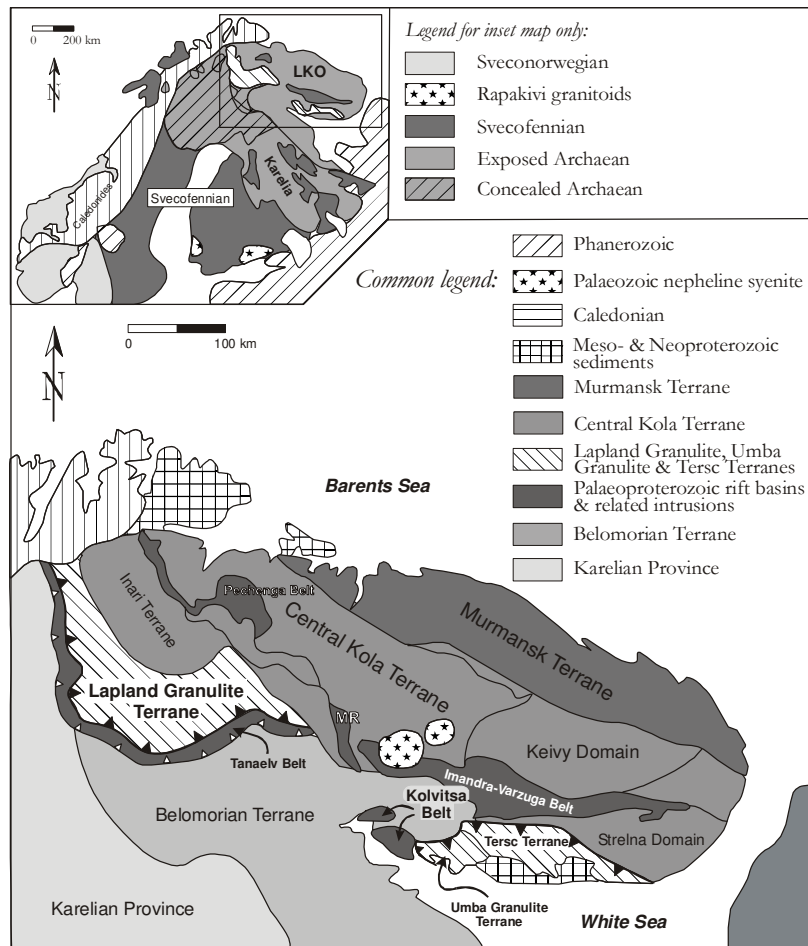 0 200 km
N
LKO
Karelia
Svecofennian
Caledonides
Legend for inset map only:
Sveconorwegian
Rapakivi granitoids
Svecofennian
Exposed Archaean
Concealed Archaean
Common legend:
Phanerozoic
Palaeozoic nepheline syenite
Caledonian
Meso- & Neoproterozoic
sediments
Murmansk Terrane
Central Kola Terrane
Lapland Granulite, Umba
Granulite & Tersc Terranes
Palaeoproterozoic rift basins
& related intrusions
Belomorian Terrane
Karelian Province
0 100 km
N
Barents Sea
Inari Terrane
Pechenga Belt
Central Kola Terrane
Murmansk Terrane
Lapland Granulite
Terrane
MR
Keivy Domain
Tanaelv Belt
Imandra-Varzuga Belt
Kolvitsa
Belt
Belomorian Terrane
Tersc Terrane
Strelna Domain
Umba Granulite
Terrane
Karelian Province
White Sea